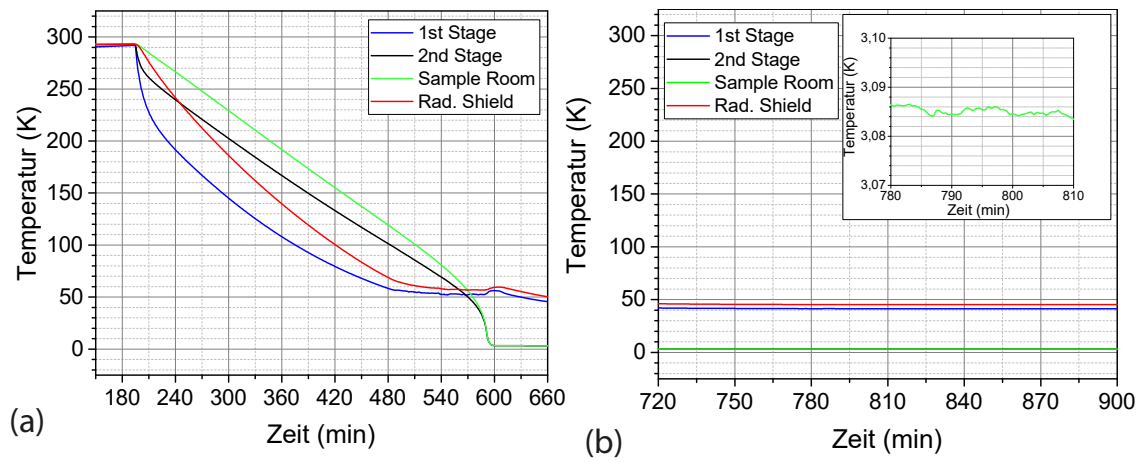 300
250
200
150
100
50
0
Temperatur (K)
1st Stage
2nd Stage
Sample Room
Rad. Shield
180 240 300 360 420 480 540 600 660
Zeit (min)
(a)
300
250
200
150
100
50
0
Temperatur (K)
1st Stage
2nd Stage
Sample Room
Rad. Shield
3,10
3,09
3,08
3,07
Temperatur (K)
780 790 800 810
Zeit (min)
720 750 780 810 840 870 900
Zeit (min)
(b)